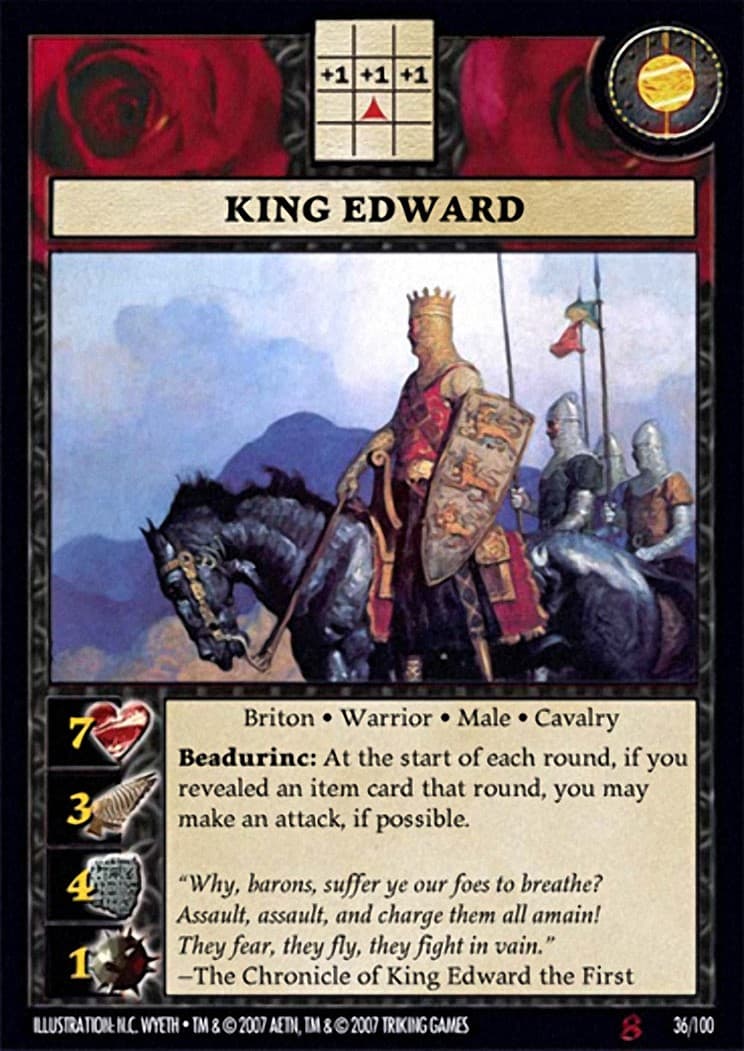 +1 +1 +1
KING EDWARD
7
3
4
1
Briton • Warrior • Male • Cavalry
Beadurinc: At the start of each round, if you
revealed an item card that round, you may
make an attack, if possible.
“Why, barons, suffer ye our foes to breathe?
Assault, assault, and charge them all amain!
They fear, they fly, they fight in vain.”
–The Chronicle of King Edward the First
ILLUSTRATION: N.C. WYETH • TM & © 2007 AETN, TM & © 2007 TRIKING GAMES
36/100